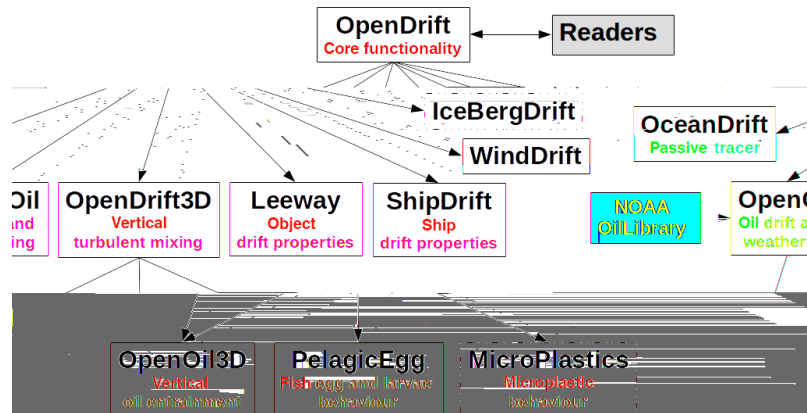 OpenDrift
Core functionality
Readers
IceBergDrift
OceanDrift
Passive tracer
WindDrift
Oil
and
ing
OpenDrift3D
Vertical
turbulent mixing
Leeway
Object
drift properties
ShipDrift
Ship
drift properties
NOAA
OilLibrary
OpenO
Oil drift a
weather
OpenOil3D
Vertical
oil entrainment
PelagicEgg
Fish egg and larvae
behaviour
MicroPlastics
Microplastic
behaviour